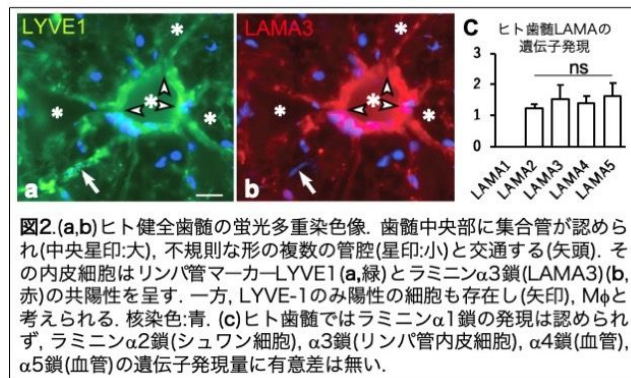 LYVE1
LAMA3
*
*
*
*
*
*
*
*
a
b
C
ヒト歯髄LAMAの
遺伝子発現
3
2
1
0
ns
LAMA1
LAMA2
LAMA3
LAMA4
LAMA5
図2.(a,b)ヒト健全歯髄の蛍光多重染色像. 歯髄中央部に集合管が認めら
れ(中央星印:大), 不規則な形の複数の管腔(星印:小)と交通する(矢頭). そ
の内皮細胞はリンパ管マーカーLYVE1(a,緑)とラミニンα3鎖(LAMA3)(b,
赤)の共陽性を呈す. 一方, LYVE-1のみ陽性の細胞も存在し(矢印), Mφと
考えられる. 核染色:青. (c)ヒト歯髄ではラミニンα1鎖の発現は認められ
ず, ラミニンα2鎖(シュワン細胞), α3鎖(リンパ管内皮細胞), α4鎖(血管),
α5鎖(血管)の遺伝子発現量に有意差は無い.